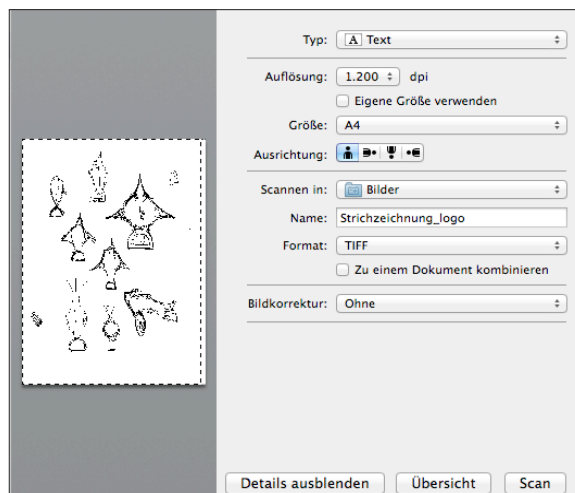 Typ: A Text
Auflösung: 1.200 dpi
Eigene Größe verwenden
Größe: A4
Ausrichtung:
Scannen in: Bilder
Name: Strichzeichnung_logo
Format: TIFF
Zu einem Dokument kombinieren
Bildkorrektur: Ohne
Details ausblenden Übersicht Scan